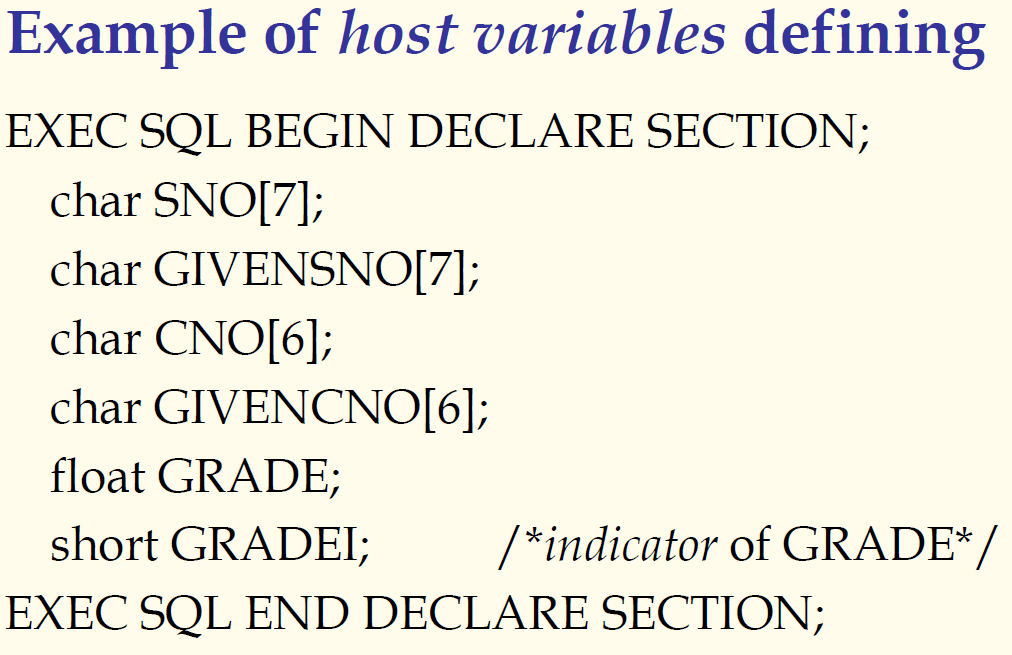 Example of host variables defining
EXEC SQL BEGIN DECLARE SECTION;
char SNO[7];
char GIVENSNO[7];
char CNO[6];
char GIVENCNO[6];
float GRADE;
short GRADEI; /*indicator of GRADE*/
EXEC SQL END DECLARE SECTION;